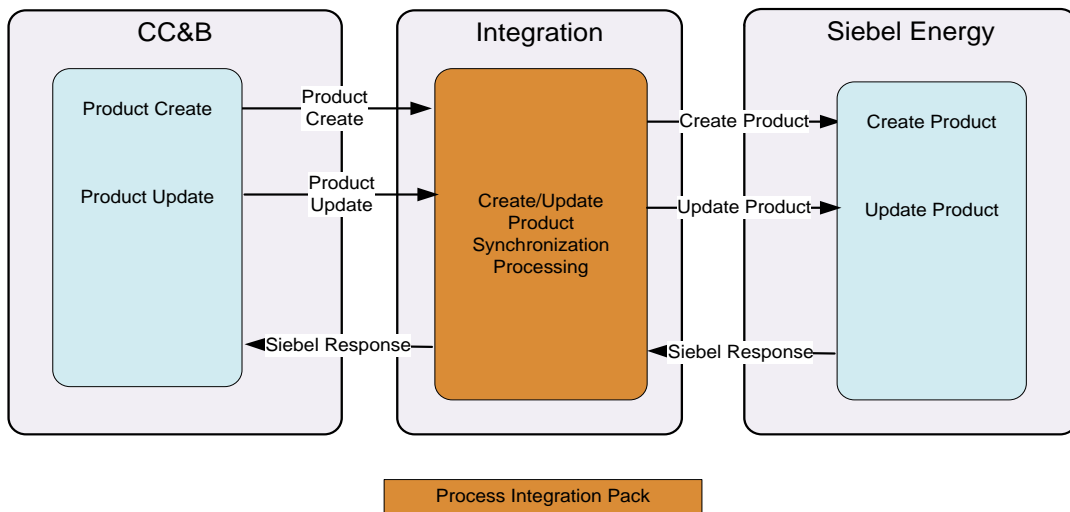 CC&B
Integration
Siebel Energy
Product Create
Product
Create
Create Product
Create Product
Product Update
Product
Update
Create/Update
Product
Synchronization
Processing
Update Product
Update Product
Siebel Response
Siebel Response
Process Integration Pack